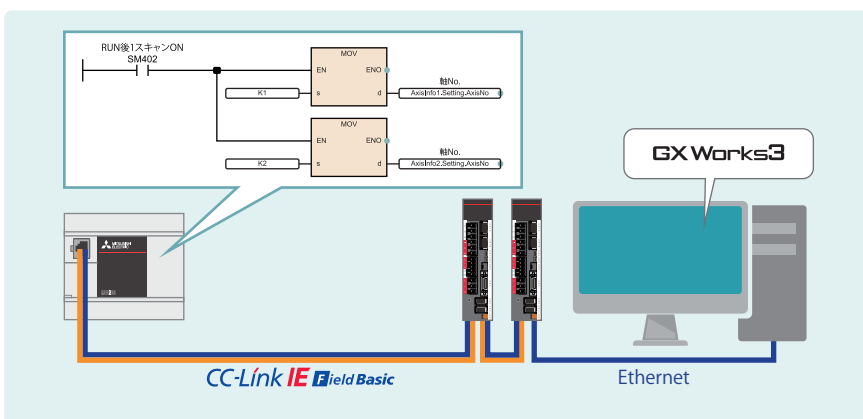 RUN後1スキャンON
SM402
MOV
EN ENO
K1 s d
軸No.
AxisInfo1.Setting.AxisNo
MOV
EN ENO
K2 s d
軸No.
AxisInfo2.Setting.AxisNo
GX Works3
MITSUBISHI
ELECTRIC
CC-Link IE Field Basic
Ethernet